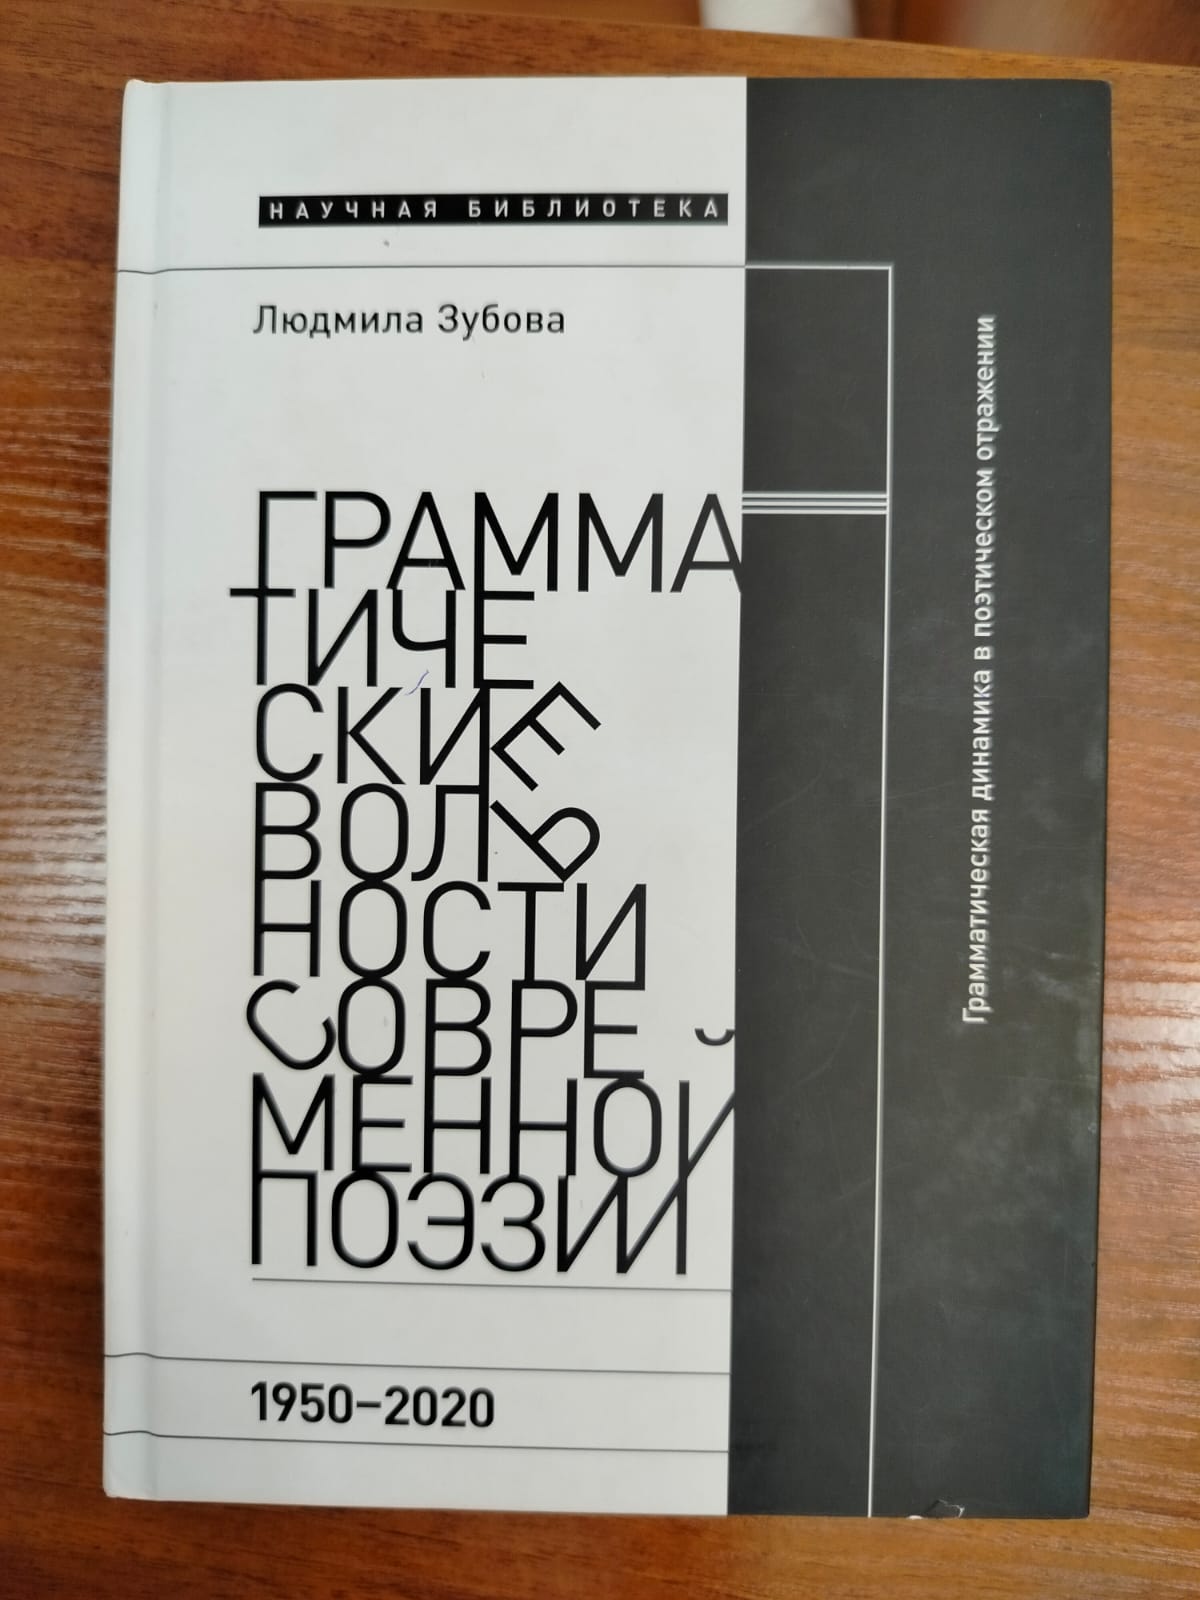 НАУЧНАЯ БИБЛИОТЕКА
Людмила Зубова
ГРАММА
ТИЧЕ
СКИЕ
ВОЛЬ
НОСТИ
СОВРЕ
МЕННОЙ
ПОЭЗИИ
1950–2020
Грамматическая динамика в поэтическом отражении